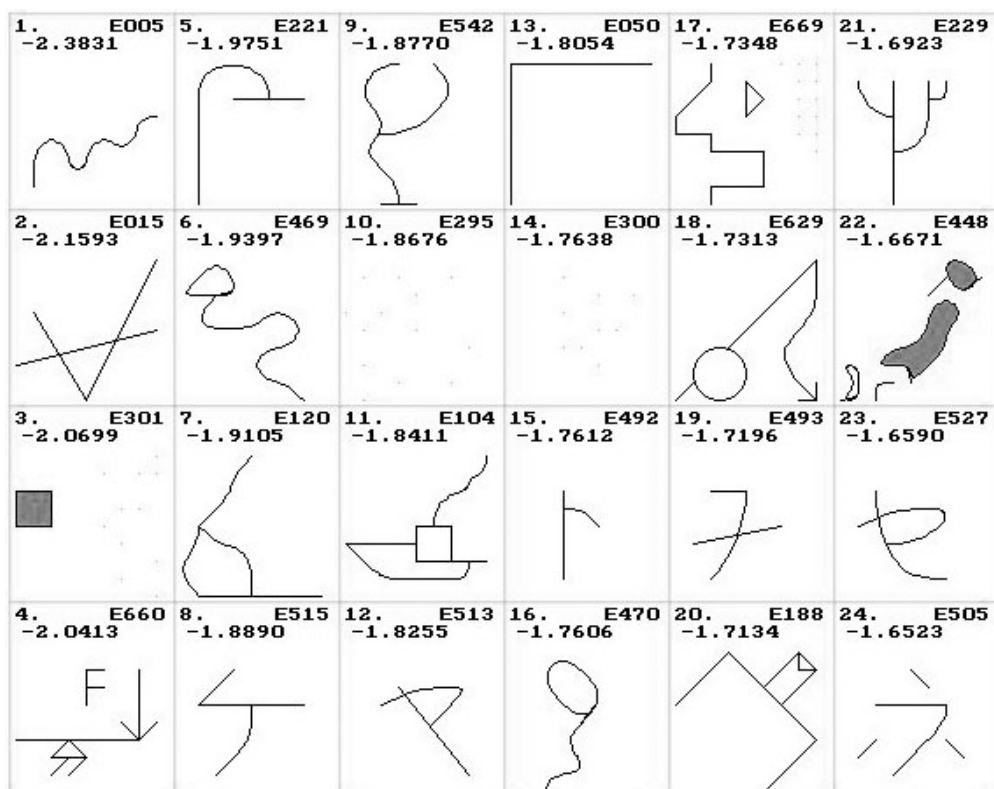 1. E005
-2.3831
5. E221
-1.9751
9. E542
-1.8770
13. E050
-1.8054
17. E669
-1.7348
21. E229
-1.6923
2. E015
-2.1593
6. E469
-1.9397
10. E295
-1.8676
14. E300
-1.7638
18. E629
-1.7313
22. E448
-1.6671
3. E301
-2.0699
7. E120
-1.9105
11. E104
-1.8411
15. E492
-1.7612
19. E493
-1.7196
23. E527
-1.6590
4. E660
-2.0413
F
8. E515
-1.8890
12. E513
-1.8255
16. E470
-1.7606
20. E188
-1.7134
24. E505
-1.6523